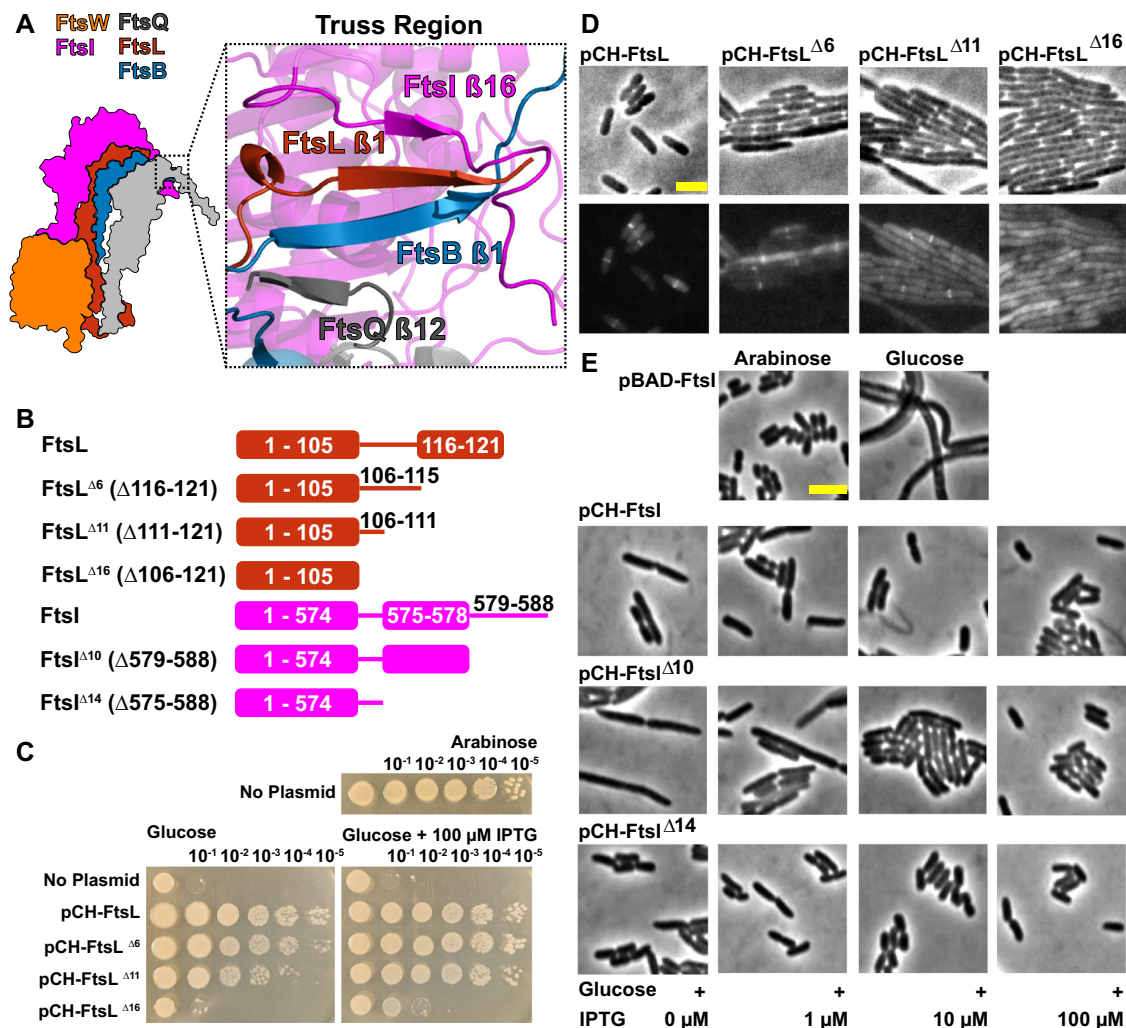 A
FtsW FtsQ
FtsI FtsL
FtsB
Truss Region
FtsI ß16
FtsL ß1
FtsB ß1
FtsQ ß12
B
FtsL
1 - 105
116-121
FtsL Δ6 (Δ116-121)
1 - 105
106-115
FtsL Δ11 (Δ111-121)
1 - 105
106-111
FtsL Δ16 (Δ106-121)
1 - 105
FtsI
1 - 574
575-578
579-588
FtsI Δ10 (Δ579-588)
1 - 574
FtsI Δ14 (Δ575-588)
1 - 574
C
Arabinose
10-1 10-2 10-3 10-4 10-5
No Plasmid
Glucose
10-1 10-2 10-3 10-4 10-5
Glucose + 100 µM IPTG
10-1 10-2 10-3 10-4 10-5
No Plasmid
pCH-FtsL
pCH-FtsL Δ6
pCH-FtsL Δ11
pCH-FtsL Δ16
D
pCH-FtsL
pCH-FtsL Δ6
pCH-FtsL Δ11
pCH-FtsL Δ16
E
Arabinose
Glucose
pBAD-FtsI
pCH-FtsI
pCH-FtsI Δ10
pCH-FtsI Δ14
Glucose + + + +
IPTG 0 µM 1 µM 10 µM 100 µM